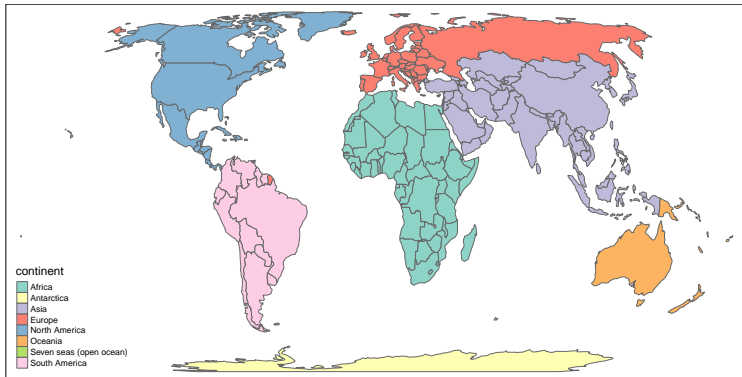 continent
Africa
Antarctica
Asia
Europe
North America
Oceania
Seven seas (open ocean)
South America